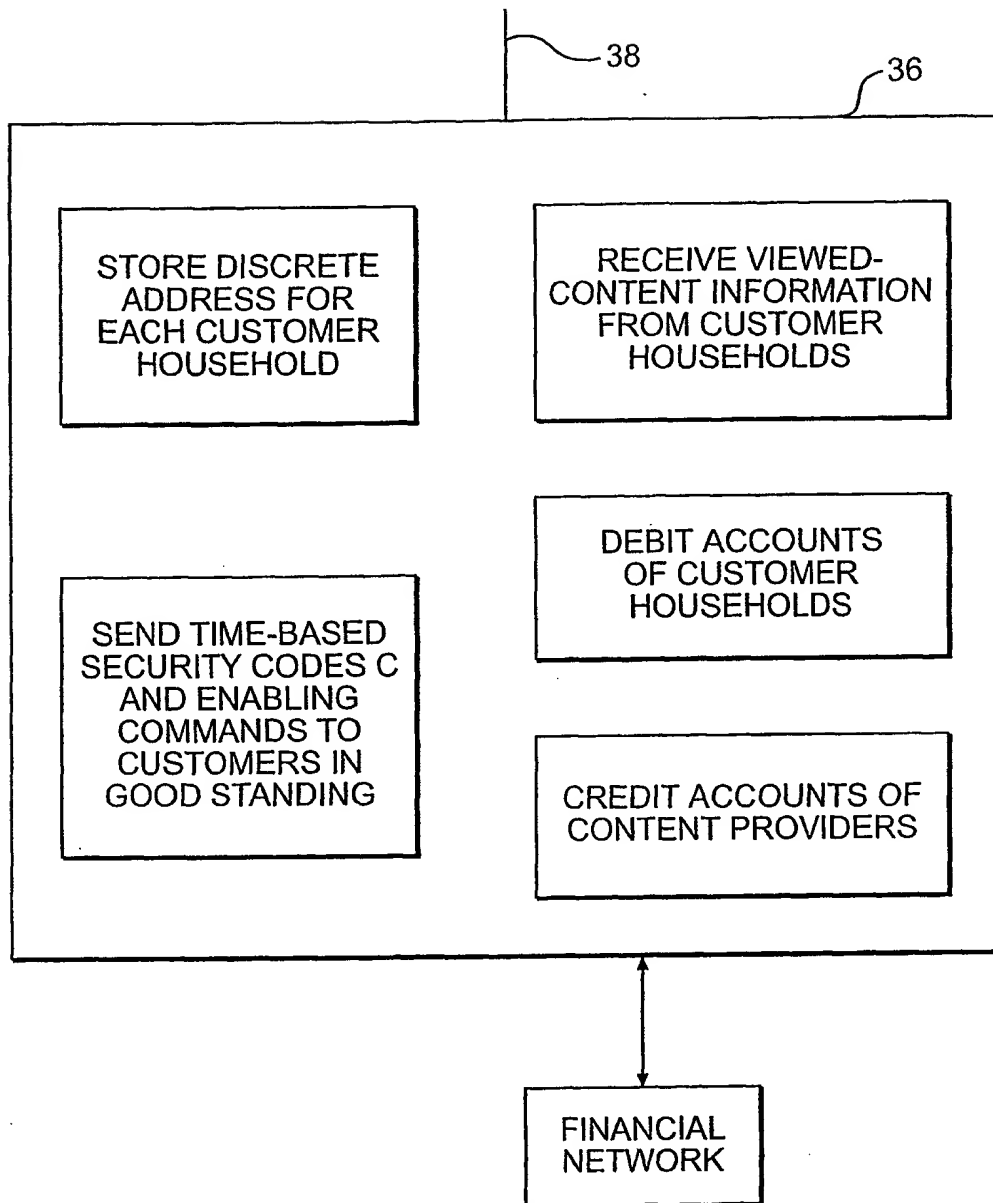 38
36
STORE DISCRETE
ADDRESS FOR
EACH CUSTOMER
HOUSEHOLD
RECEIVE VIEWED-
CONTENT INFORMATION
FROM CUSTOMER
HOUSEHOLDS
SEND TIME-BASED
SECURITY CODES C
AND ENABLING
COMMANDS TO
CUSTOMERS IN
GOOD STANDING
DEBIT ACCOUNTS
OF CUSTOMER
HOUSEHOLDS
CREDIT ACCOUNTS OF
CONTENT PROVIDERS
FINANCIAL
NETWORK